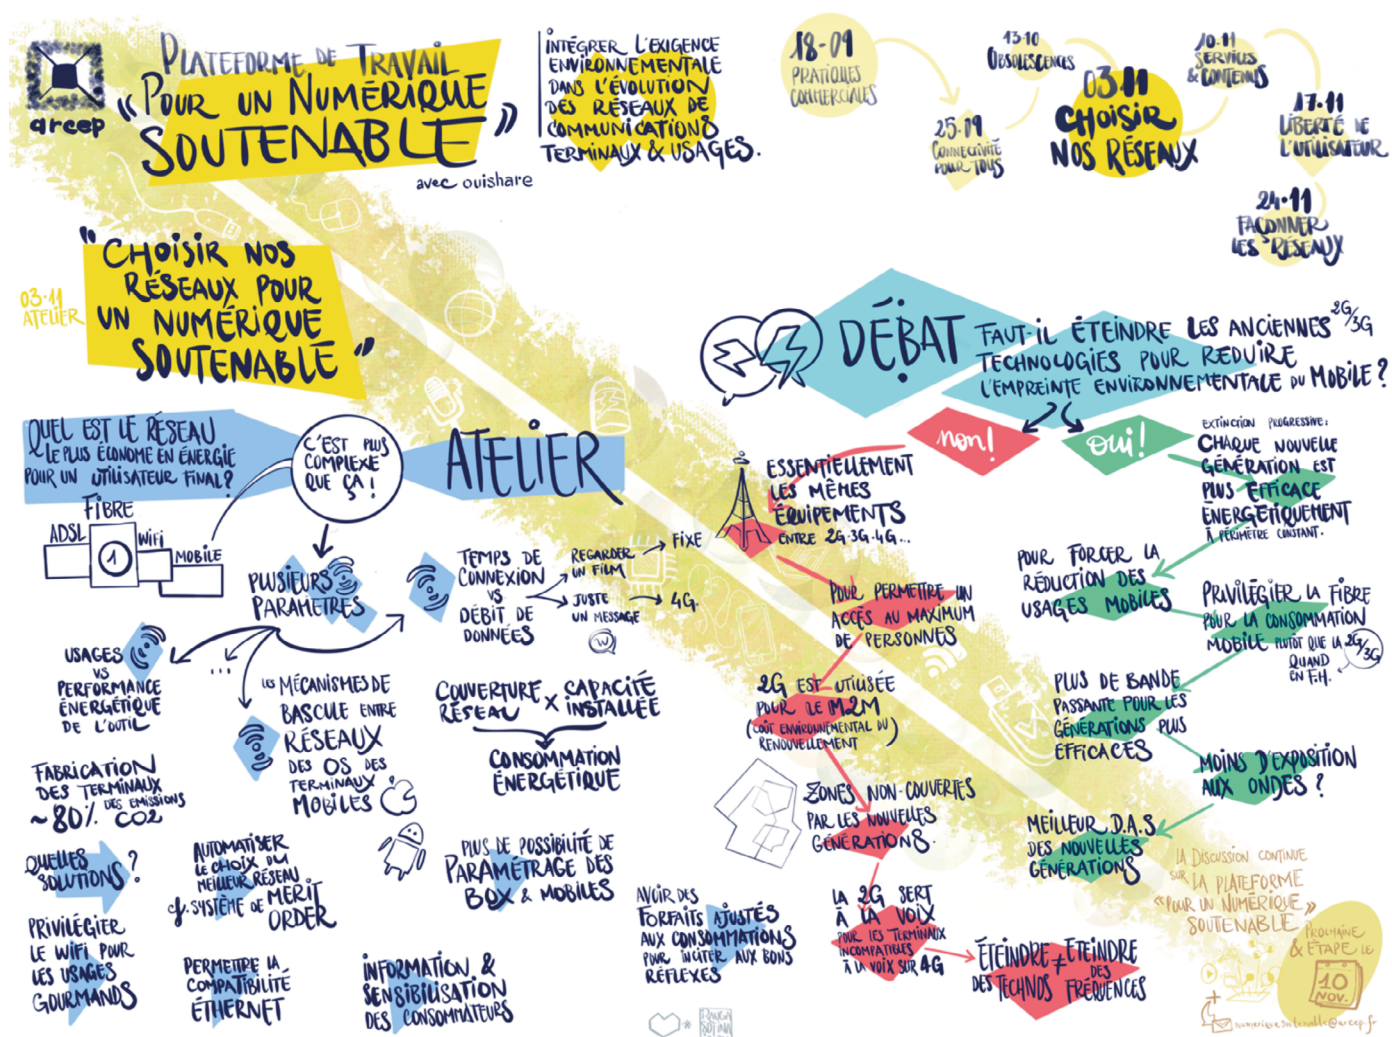 arcep
PLATEFORME DE TRAVAIL
"POUR UN NUMÉRIQUE
SOUTENABLE"
avec ouishare
INTÉGRER L'EXIGENCE
ENVIRONNEMENTALE
DANS L'ÉVOLUTION
DES RÉSEAUX DE
COMMUNICATIONS
TERMINAUX & USAGES.
18-09
PRATIQUES
COMMERCIALES
25-09
CONNECTIVITÉ
POUR TOUS
13-10
OBSOLESCENCES
03.11
CHOISIR
NOS RÉSEAUX
10-11
SERVICES
& CONTENUS
17-11
LIBERTÉ DE
L'UTILISATEUR
24-11
FAÇONNER
LES RÉSEAUX
03-11
ATELIER
"CHOISIR NOS
RÉSEAUX POUR
UN NUMÉRIQUE
SOUTENABLE"
QUEL EST LE RÉSEAU
LE PLUS ÉCONOME EN ÉNERGIE
POUR UN UTILISATEUR FINAL?
C'EST PLUS
COMPLEXE
QUE ÇA!
ATELIER
FIBRE
ADSL
1
WIFI
MOBILE
PLUSIEURS
PARAMÈTRES
TEMPS DE
CONNEXION
VS
DÉBIT DE
DONNÉES
REGARDER
UN FILM
FIXE
JUSTE
UN MESSAGE
4G.
USAGES
VS
PERFORMANCE
ÉNERGÉTIQUE
DE L'OUTIL
...
LES MÉCANISMES DE
BASCULE ENTRE
RÉSEAUX
DES OS DES
TERMINAUX
MOBILES
COUVERTURE RÉSEAU X CAPACITÉ INSTALLÉE
CONSOMMATION
ÉNERGÉTIQUE
FABRICATION
DES TERMINAUX
~80% DES EMISSIONS
CO2
QUELLES
SOLUTIONS?
AUTOMATISER
LE CHOIX DU
MEILLEUR RÉSEAU
cf. SYSTÈME DE MERIT
ORDER
PLUS DE POSSIBILITÉ DE
PARAMÉTRAGE DES
BOX & MOBILES
PRIVILÉGIER
LE WIFI POUR
LES USAGES
GOURMANDS
PERMETTRE LA
COMPATIBILITÉ
ÉTHERNET
INFORMATION &
SENSIBILISATION
DES CONSOMMATEURS
AVOIR DES
FORFAITS AJUSTÉS
AUX CONSOMMATIONS
POUR INCITER AUX BONS
RÉFLEXES
DÉBAT
FAUT-IL ÉTEINDRE LES ANCIENNES 2G/3G
TECHNOLOGIES POUR REDUIRE
L'EMPREINTE ENVIRONNEMENTALE DU MOBILE?
non!
oui!
ESSENTIELLEMENT
LES MÊMES
ÉQUIPEMENTS
ENTRE 2G-3G-4G...
POUR PERMETTRE UN
ACCÈS AU MAXIMUM
DE PERSONNES
2G EST UTILISÉE
POUR LE M2M
(COÛT ENVIRONNEMENTAL DU
RENOUVELLEMENT)
ZONES NON-COUVERTES
PAR LES NOUVELLES
GÉNÉRATIONS.
LA 2G SERT
À LA VOIX
POUR LES TERMINAUX
INCOMPATIBLES
À LA VOIX SUR 4G
ÉTEINDRE DES TECHNOS ≠ ETEINDRE DES FRÉQUENCES
EXTINCTION PROGRESSIVE:
CHAQUE NOUVELLE
GÉNÉRATION EST
PLUS EFFICACE
ÉNERGÉTIQUEMENT
À PÉRIMÈTRE CONSTANT.
POUR FORCER LA
RÉDUCTION DES
USAGES MOBILES
PRIVILÉGIER LA FIBRE
POUR LA CONSOMMATION
MOBILE PLUTÔT QUE LA 2G/3G
QUAND
EN F.H.
PLUS DE BANDE
PASSANTE POUR LES
GÉNÉRATIONS PLUS
EFFICACES
MOINS D'EXPOSITION
AUX ONDES?
MEILLEUR D.A.S
DES NOUVELLES
GÉNÉRATIONS
LA DISCUSSION CONTINUE
SUR LA PLATEFORME
"POUR UN NUMÉRIQUE
SOUTENABLE"
PROCHAINE
& ÉTAPE LE
10
NOV.
numeriquesoutenable@arcep.fr